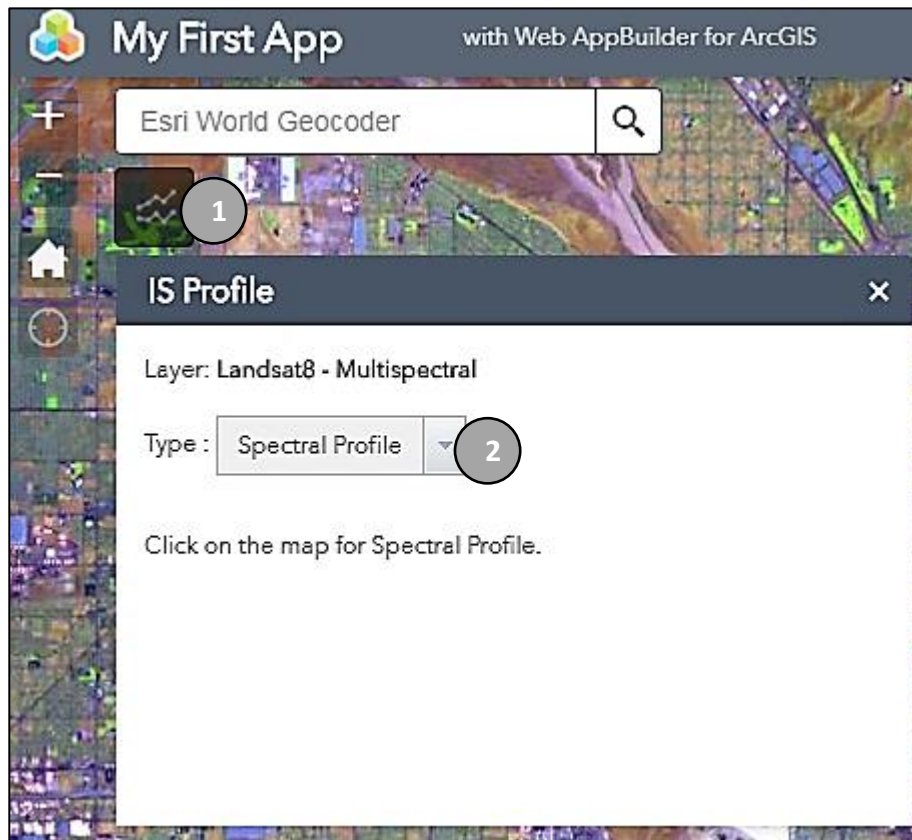 My First App with Web AppBuilder for ArcGIS
Esri World Geocoder
1
IS Profile
Layer: Landsat8 - Multispectral
Type : Spectral Profile 2
Click on the map for Spectral Profile.